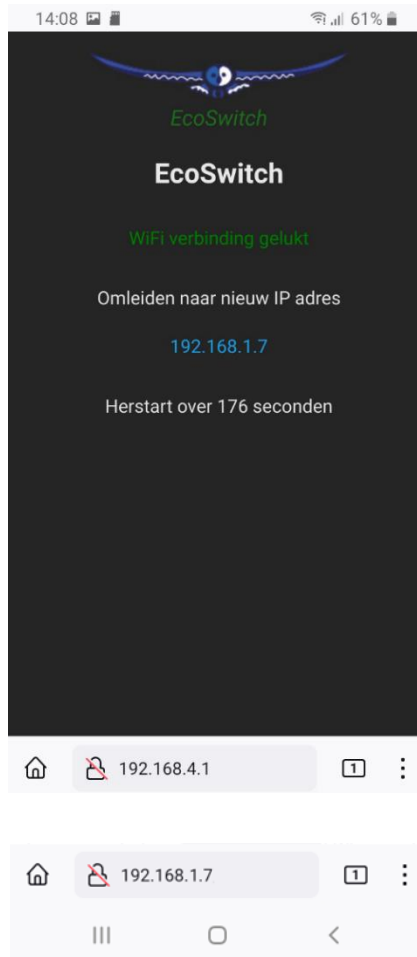 14:08 61%
EcoSwitch
EcoSwitch
WiFi verbinding gelukt
Omleiden naar nieuw IP adres
192.168.1.7
Herstart over 176 seconden
192.168.4.1 1
192.168.1.7 1